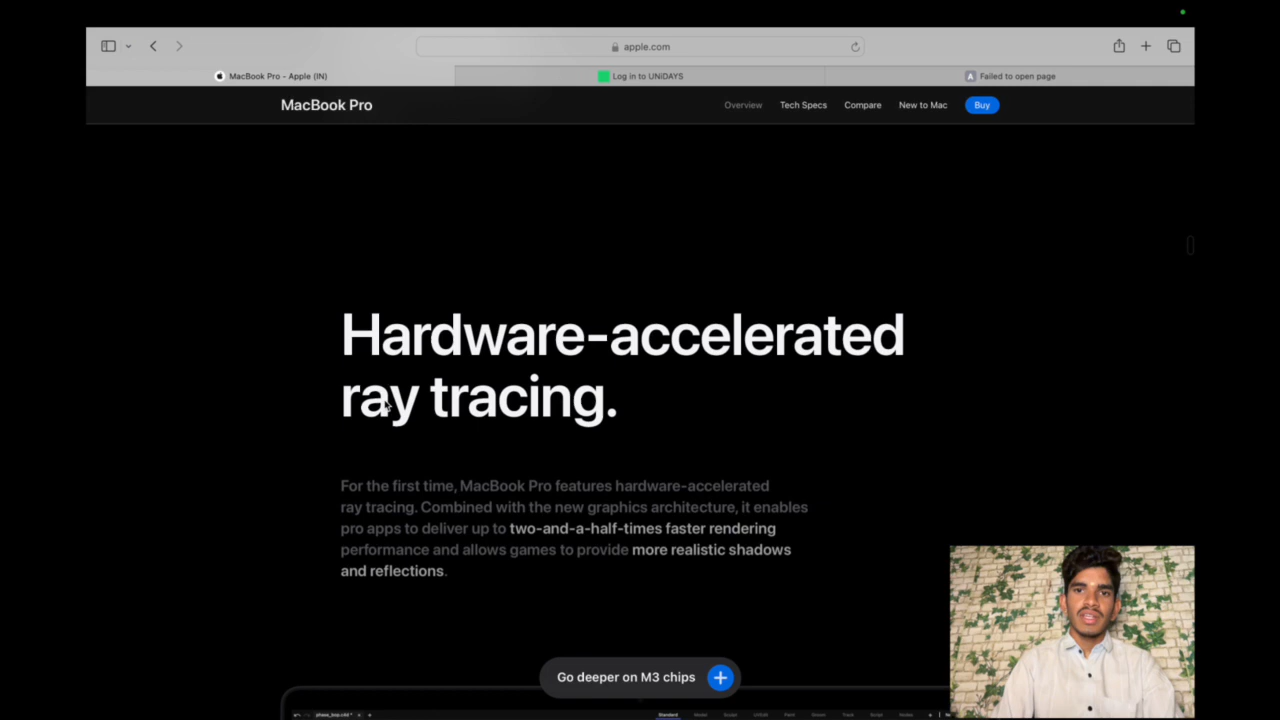 apple.com
MacBook Pro - Apple (IN)
Log in to UNiDAYS
A
Failed to open page
MacBook Pro
Overview
Tech Specs
Compare
New to Mac
Buy
Hardware-accelerated
ray tracing.
For the first time, MacBook Pro features hardware-accelerated
ray tracing. Combined with the new graphics architecture, it enables
pro apps to deliver up to two-and-a-half-times faster rendering
performance and allows games to provide more realistic shadows
and reflections.
Go deeper on M3 chips
Standard